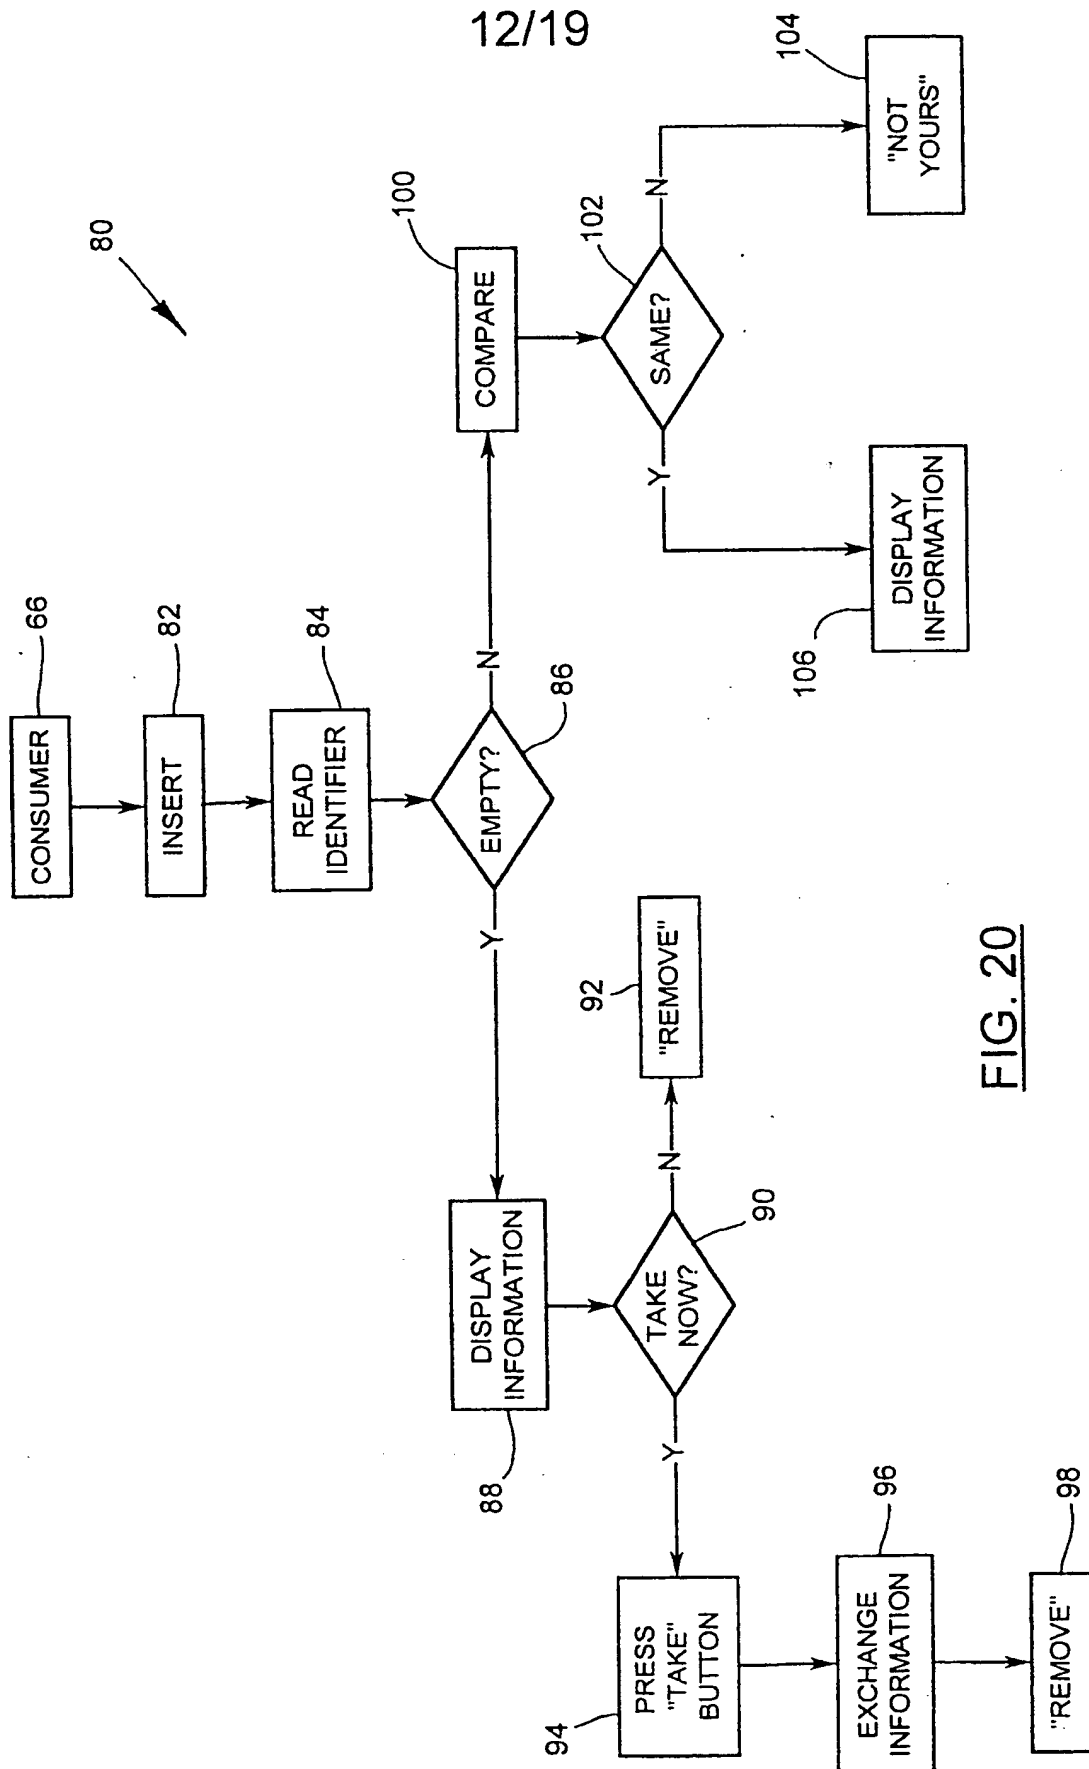 12/19
80
CONSUMER
66
INSERT
82
READ
IDENTIFIER
84
EMPTY?
86
Y
N
DISPLAY
INFORMATION
88
TAKE
NOW?
90
N
"REMOVE"
92
Y
PRESS
"TAKE"
BUTTON
94
EXCHANGE
INFORMATION
96
"REMOVE"
98
COMPARE
100
SAME?
102
N
"NOT
YOURS"
104
Y
DISPLAY
INFORMATION
106
FIG. 20